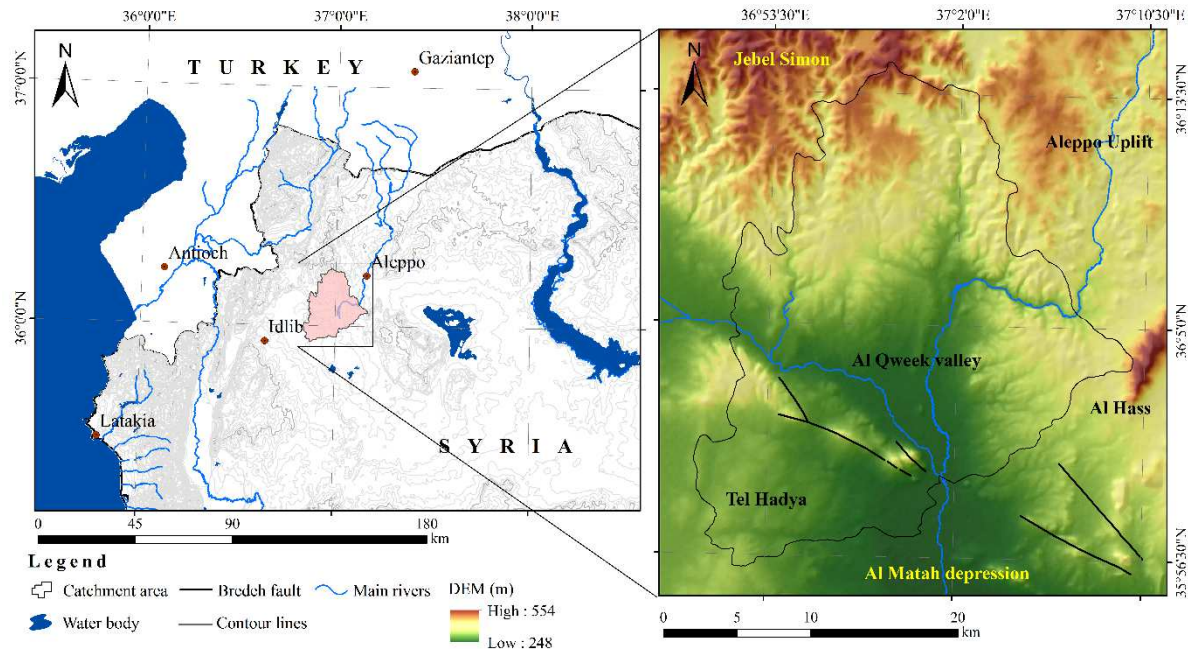 36°0'0"E 37°0'0"E 38°0'0"E
36°53'30"E 37°2'0"E 37°10'30"E
N
T U R K E Y
Gaziantep
37°0'0"N
Antioch
Aleppo
36°0'0"N
Idlib
Latakia
S Y R I A
0 45 90 180
km
Legend
Catchment area
Bredeh fault
Main rivers
Water body
Contour lines
DEM (m)
High : 554
Low : 248
Jebel Simon
N
Aleppo Uplift
36°13'30"N
36°5'0"N
Al Qweek valley
Al Hass
Tel Hadya
Al Matah depression
35°56'30"N
0 5 10 20
km